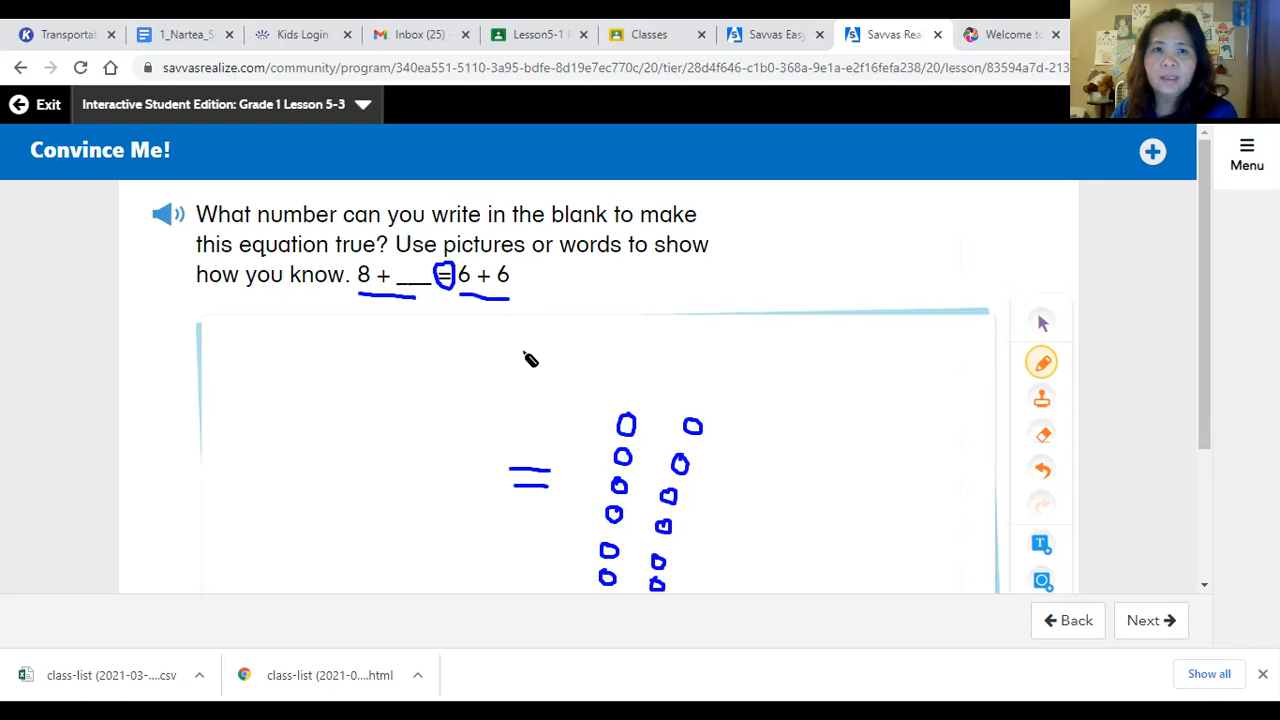 Transportat
1_Nartea_S
Kids Login
Inbox (25)
Lesson5-1 F
Classes
Savvas Easy
Savvas Rea
Welcome to
savvasrealize.com/community/program/340ea551-5110-3a95-bdfe-8d19e7ec770c/20/tier/28d4f646-c1b0-368a-9e1a-e2f16fefa238/20/lesson/83594a7d-213
Exit
Interactive Student Edition: Grade 1 Lesson 5-3
Convince Me!
Menu
What number can you write in the blank to make
this equation true? Use pictures or words to show
how you know. 8 + ___ = 6 + 6
=
T
Back
Next
class-list (2021-03-....csv
class-list (2021-0....html
Show all